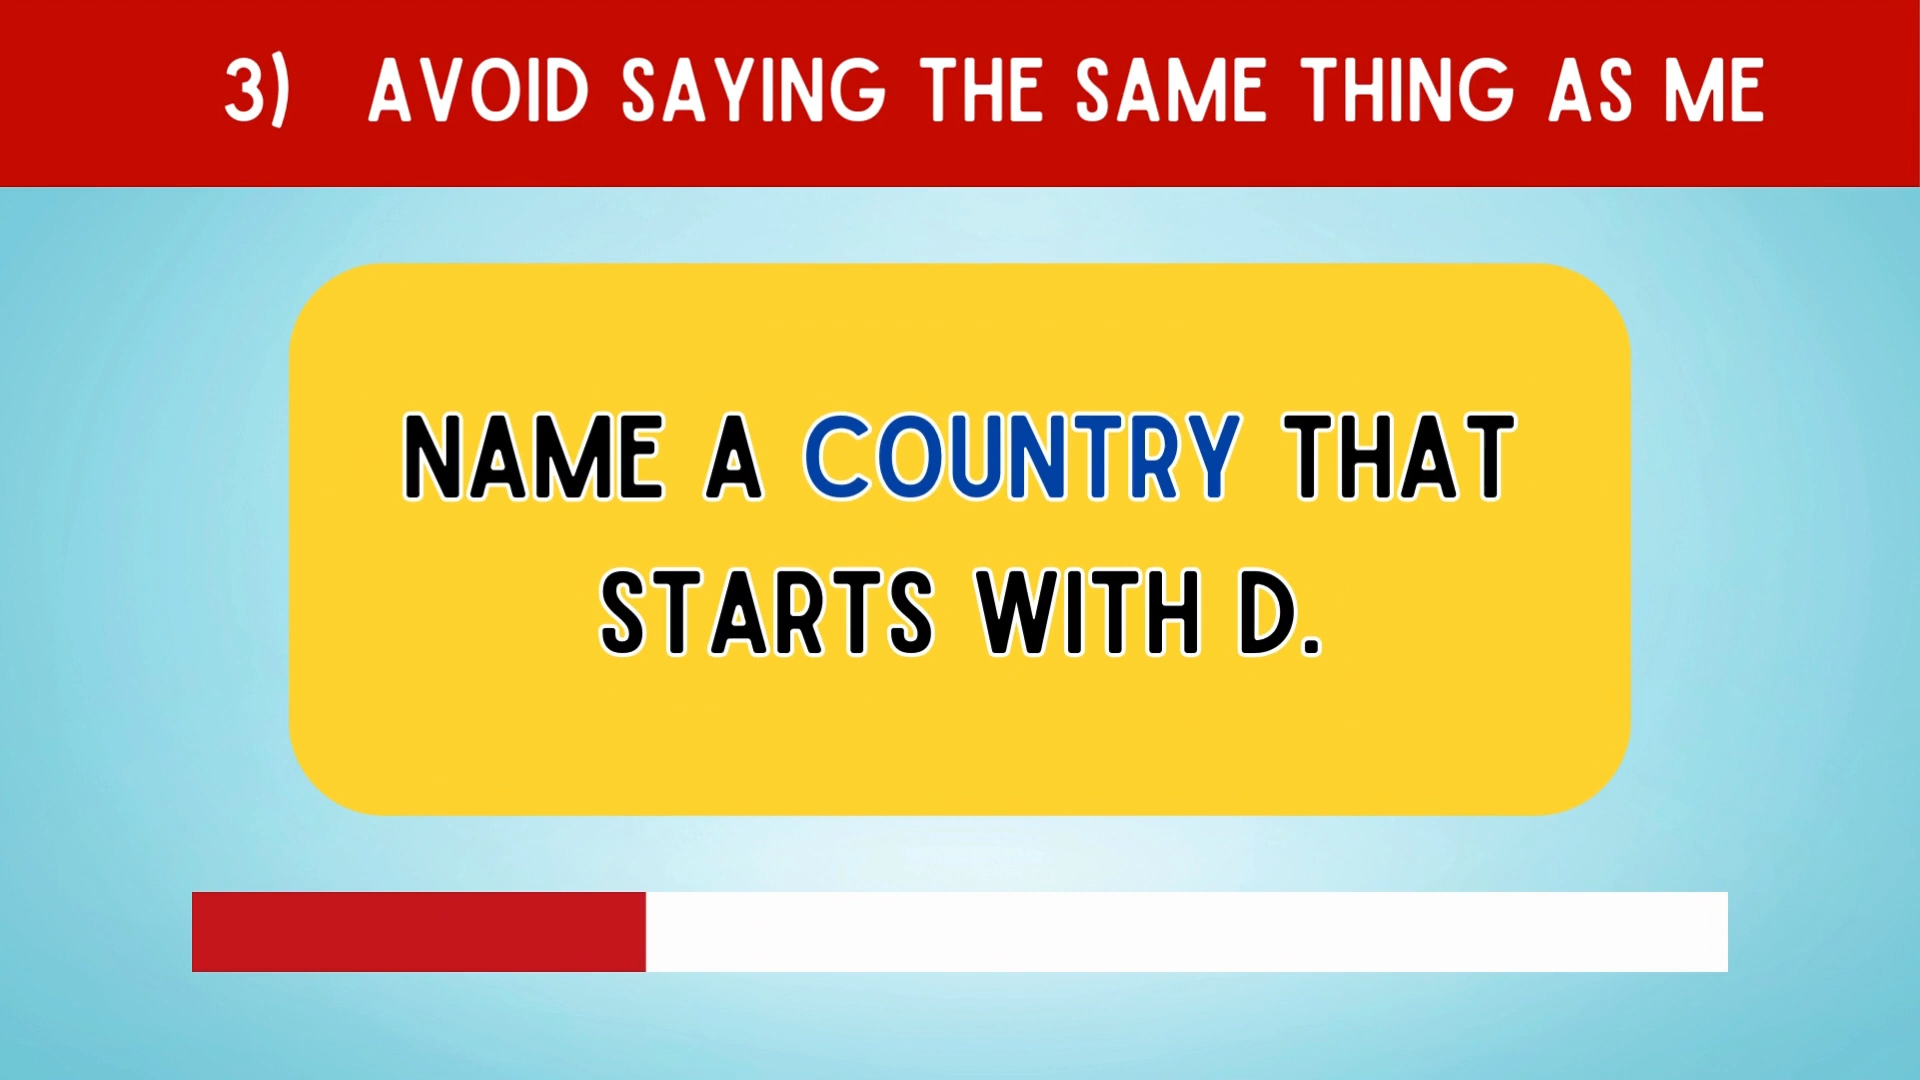 3) AVOID SAYING THE SAME THING AS ME
NAME A COUNTRY THAT
STARTS WITH D.